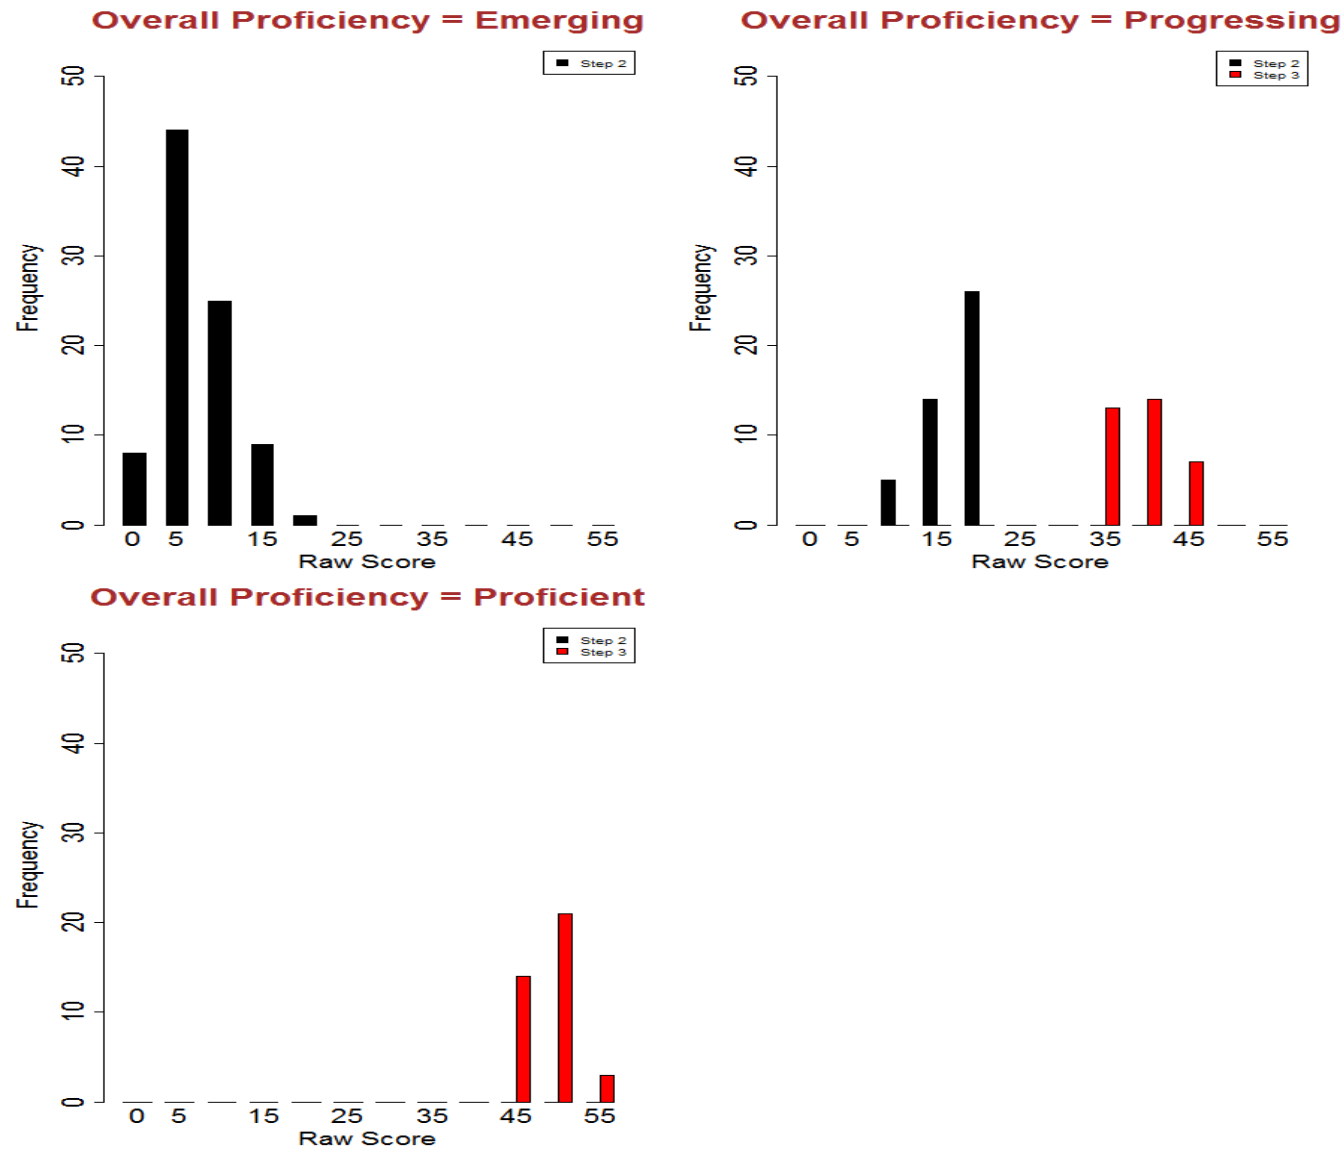 Overall Proficiency = Emerging
Step 2
50
40
30
20
10
0
Frequency
0 5 15 25 35 45 55
Raw Score
Overall Proficiency = Progressing
Step 2
Step 3
50
40
30
20
10
0
Frequency
0 5 15 25 35 45 55
Raw Score
Overall Proficiency = Proficient
Step 2
Step 3
50
40
30
20
10
0
Frequency
0 5 15 25 35 45 55
Raw Score